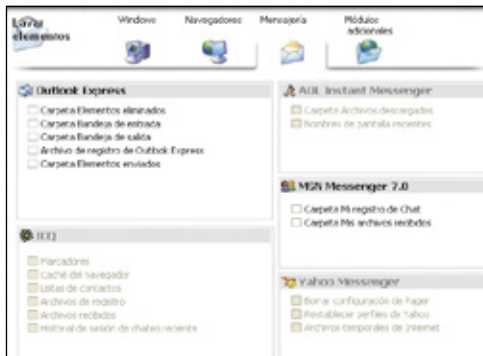 Lavar
elementos
Windows
Navegadores
Mensajería
Módulos
adicionales
Outlook Express
Carpeta Elementos eliminados
Carpeta Bandeja de entrada
Carpeta Bandeja de salida
Archivo de registro de Outlook Express
Carpeta Elementos enviados
ICQ
Marcadores
Caché del navegador
Listas de contactos
Archivos de registro
Archivos recibidos
Historial de sesión de chateo reciente
AOL Instant Messenger
Carpeta Archivos descargados
Nombres de pantalla recientes
MSN Messenger 7.0
Carpeta Mi registro de Chat
Carpeta Mis archivos recibidos
Yahoo Messenger
Borrar configuración de Pager
Restablecer perfiles de Yahoo
Archivos temporales de Internet